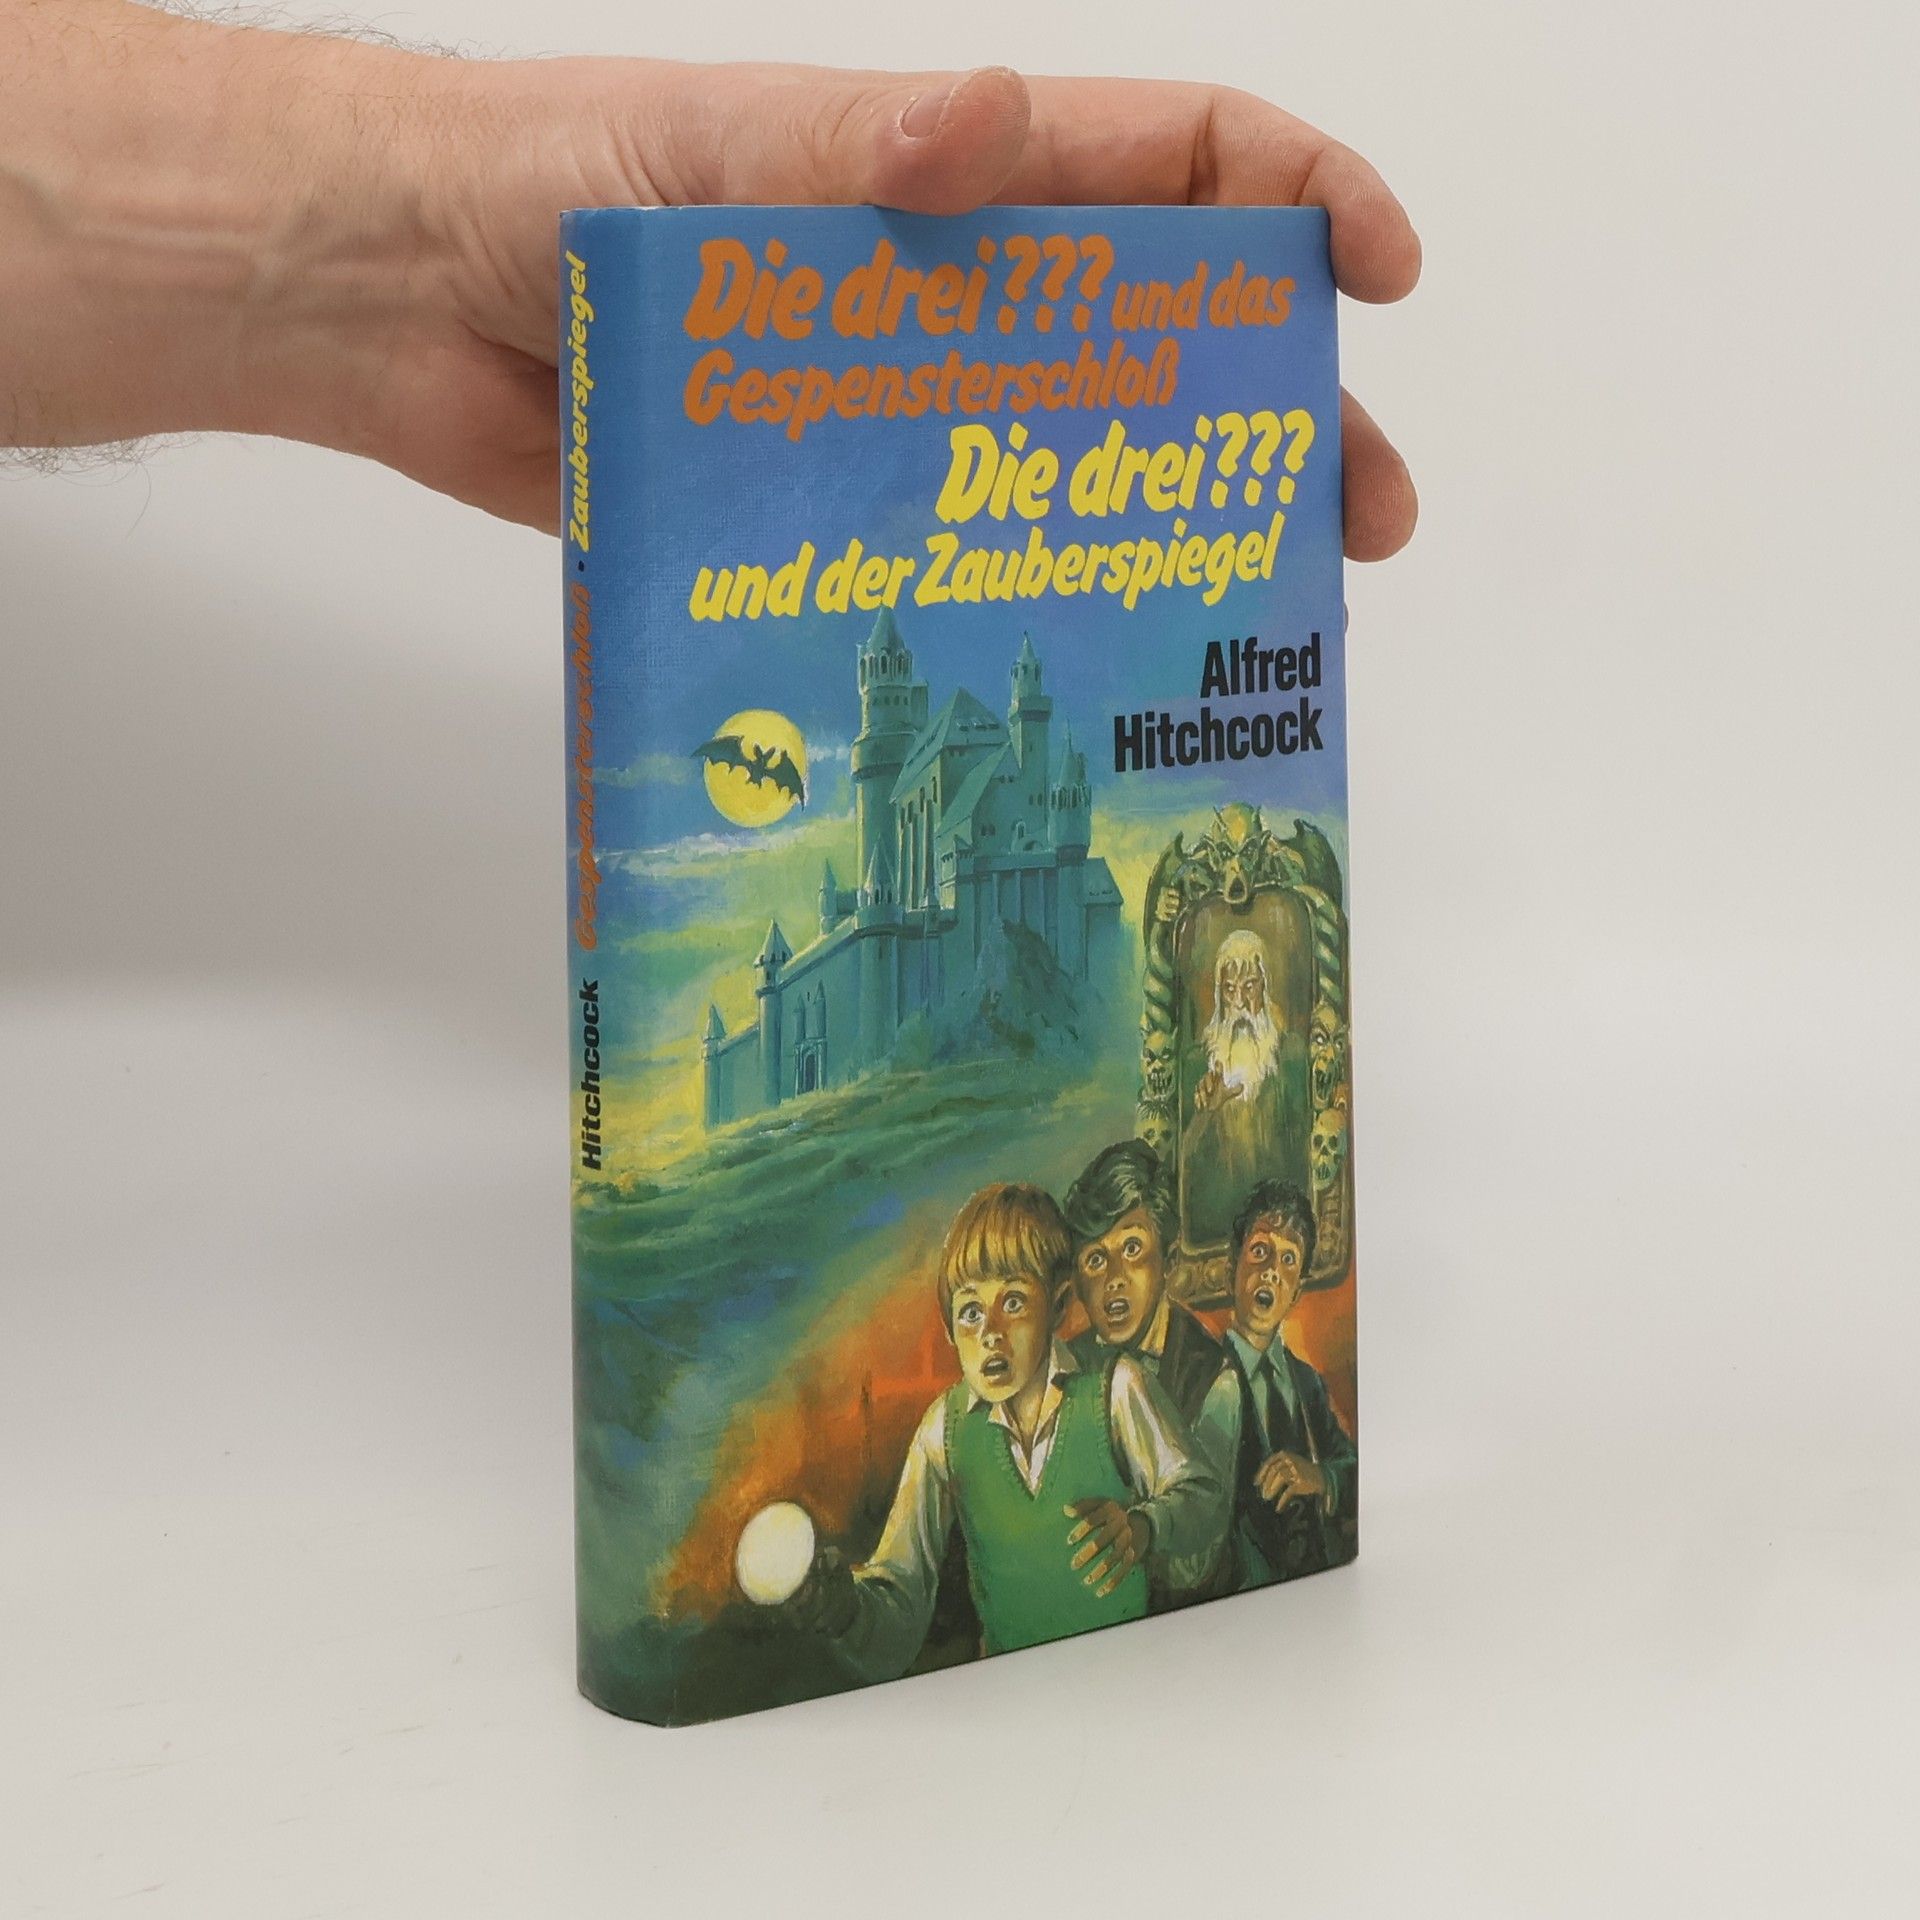 Die drei ??? und das
Gespensterschloß
Die drei ???
und der Zauberspiegel
Alfred
Hitchcock
Hitchcock Gespensterschloß · Zauberspiegel